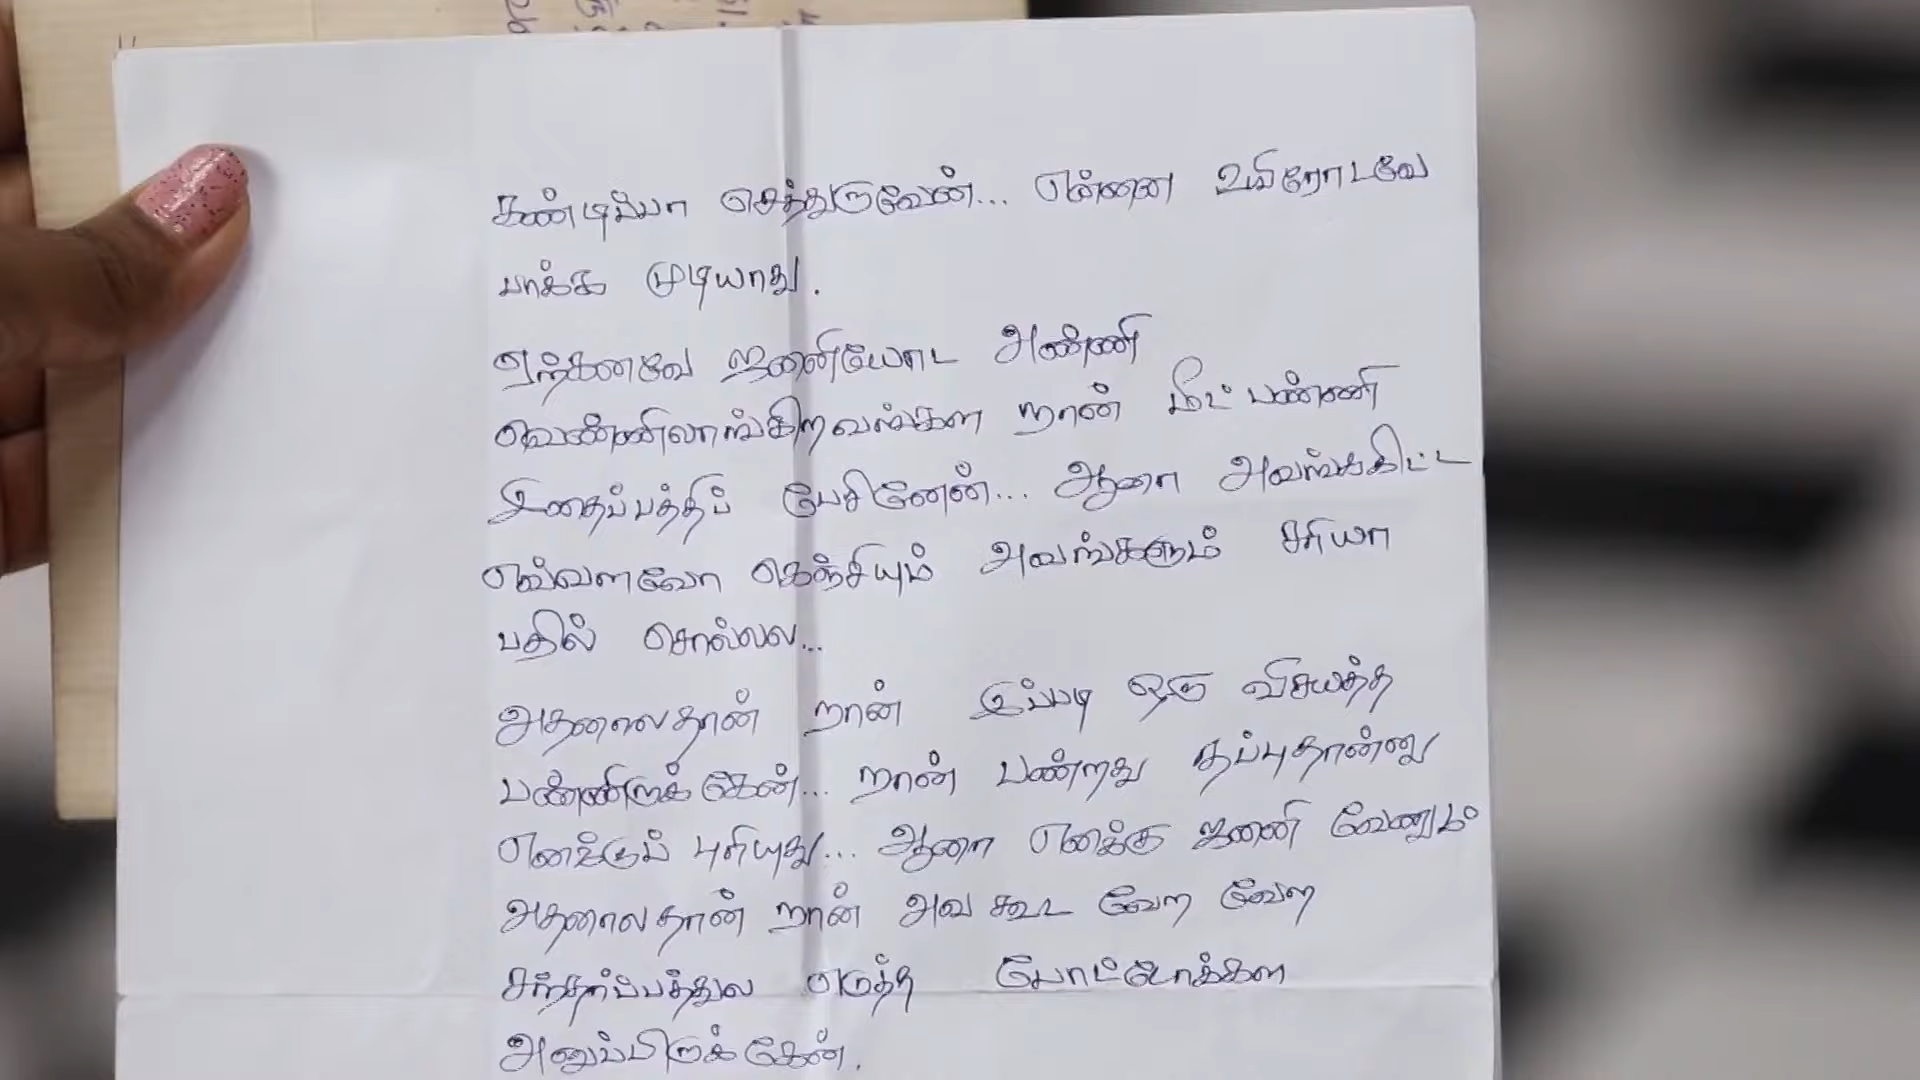 கண்டிப்பா செத்துருவேன்... என்னை உயிரோடவே
பாக்க முடியாது.
ஏற்கனவே ஜனனியோட அண்ணி
வெண்ணிலாங்கிறவங்கள நான் மீட் பண்ணி
இதைப்பத்திப் பேசினேன்... ஆனா அவங்ககிட்ட
எவ்வளவோ கெஞ்சியும் அவங்களும் சரியா
பதில் சொல்லல...
அதனாலதான் நான் இப்படி ஒரு விசயத்த
பண்ணிருக்கேன்... நான் பண்றது தப்புதான்னு
எனக்குப் புரியுது... ஆனா எனக்கு ஜனனி வேணும்
அதனாலதான் நான் அவ கூட வேற வேற
சந்தர்ப்பத்துல எடுத்த போட்டோக்கள
அனுப்பிருக்கேன்.